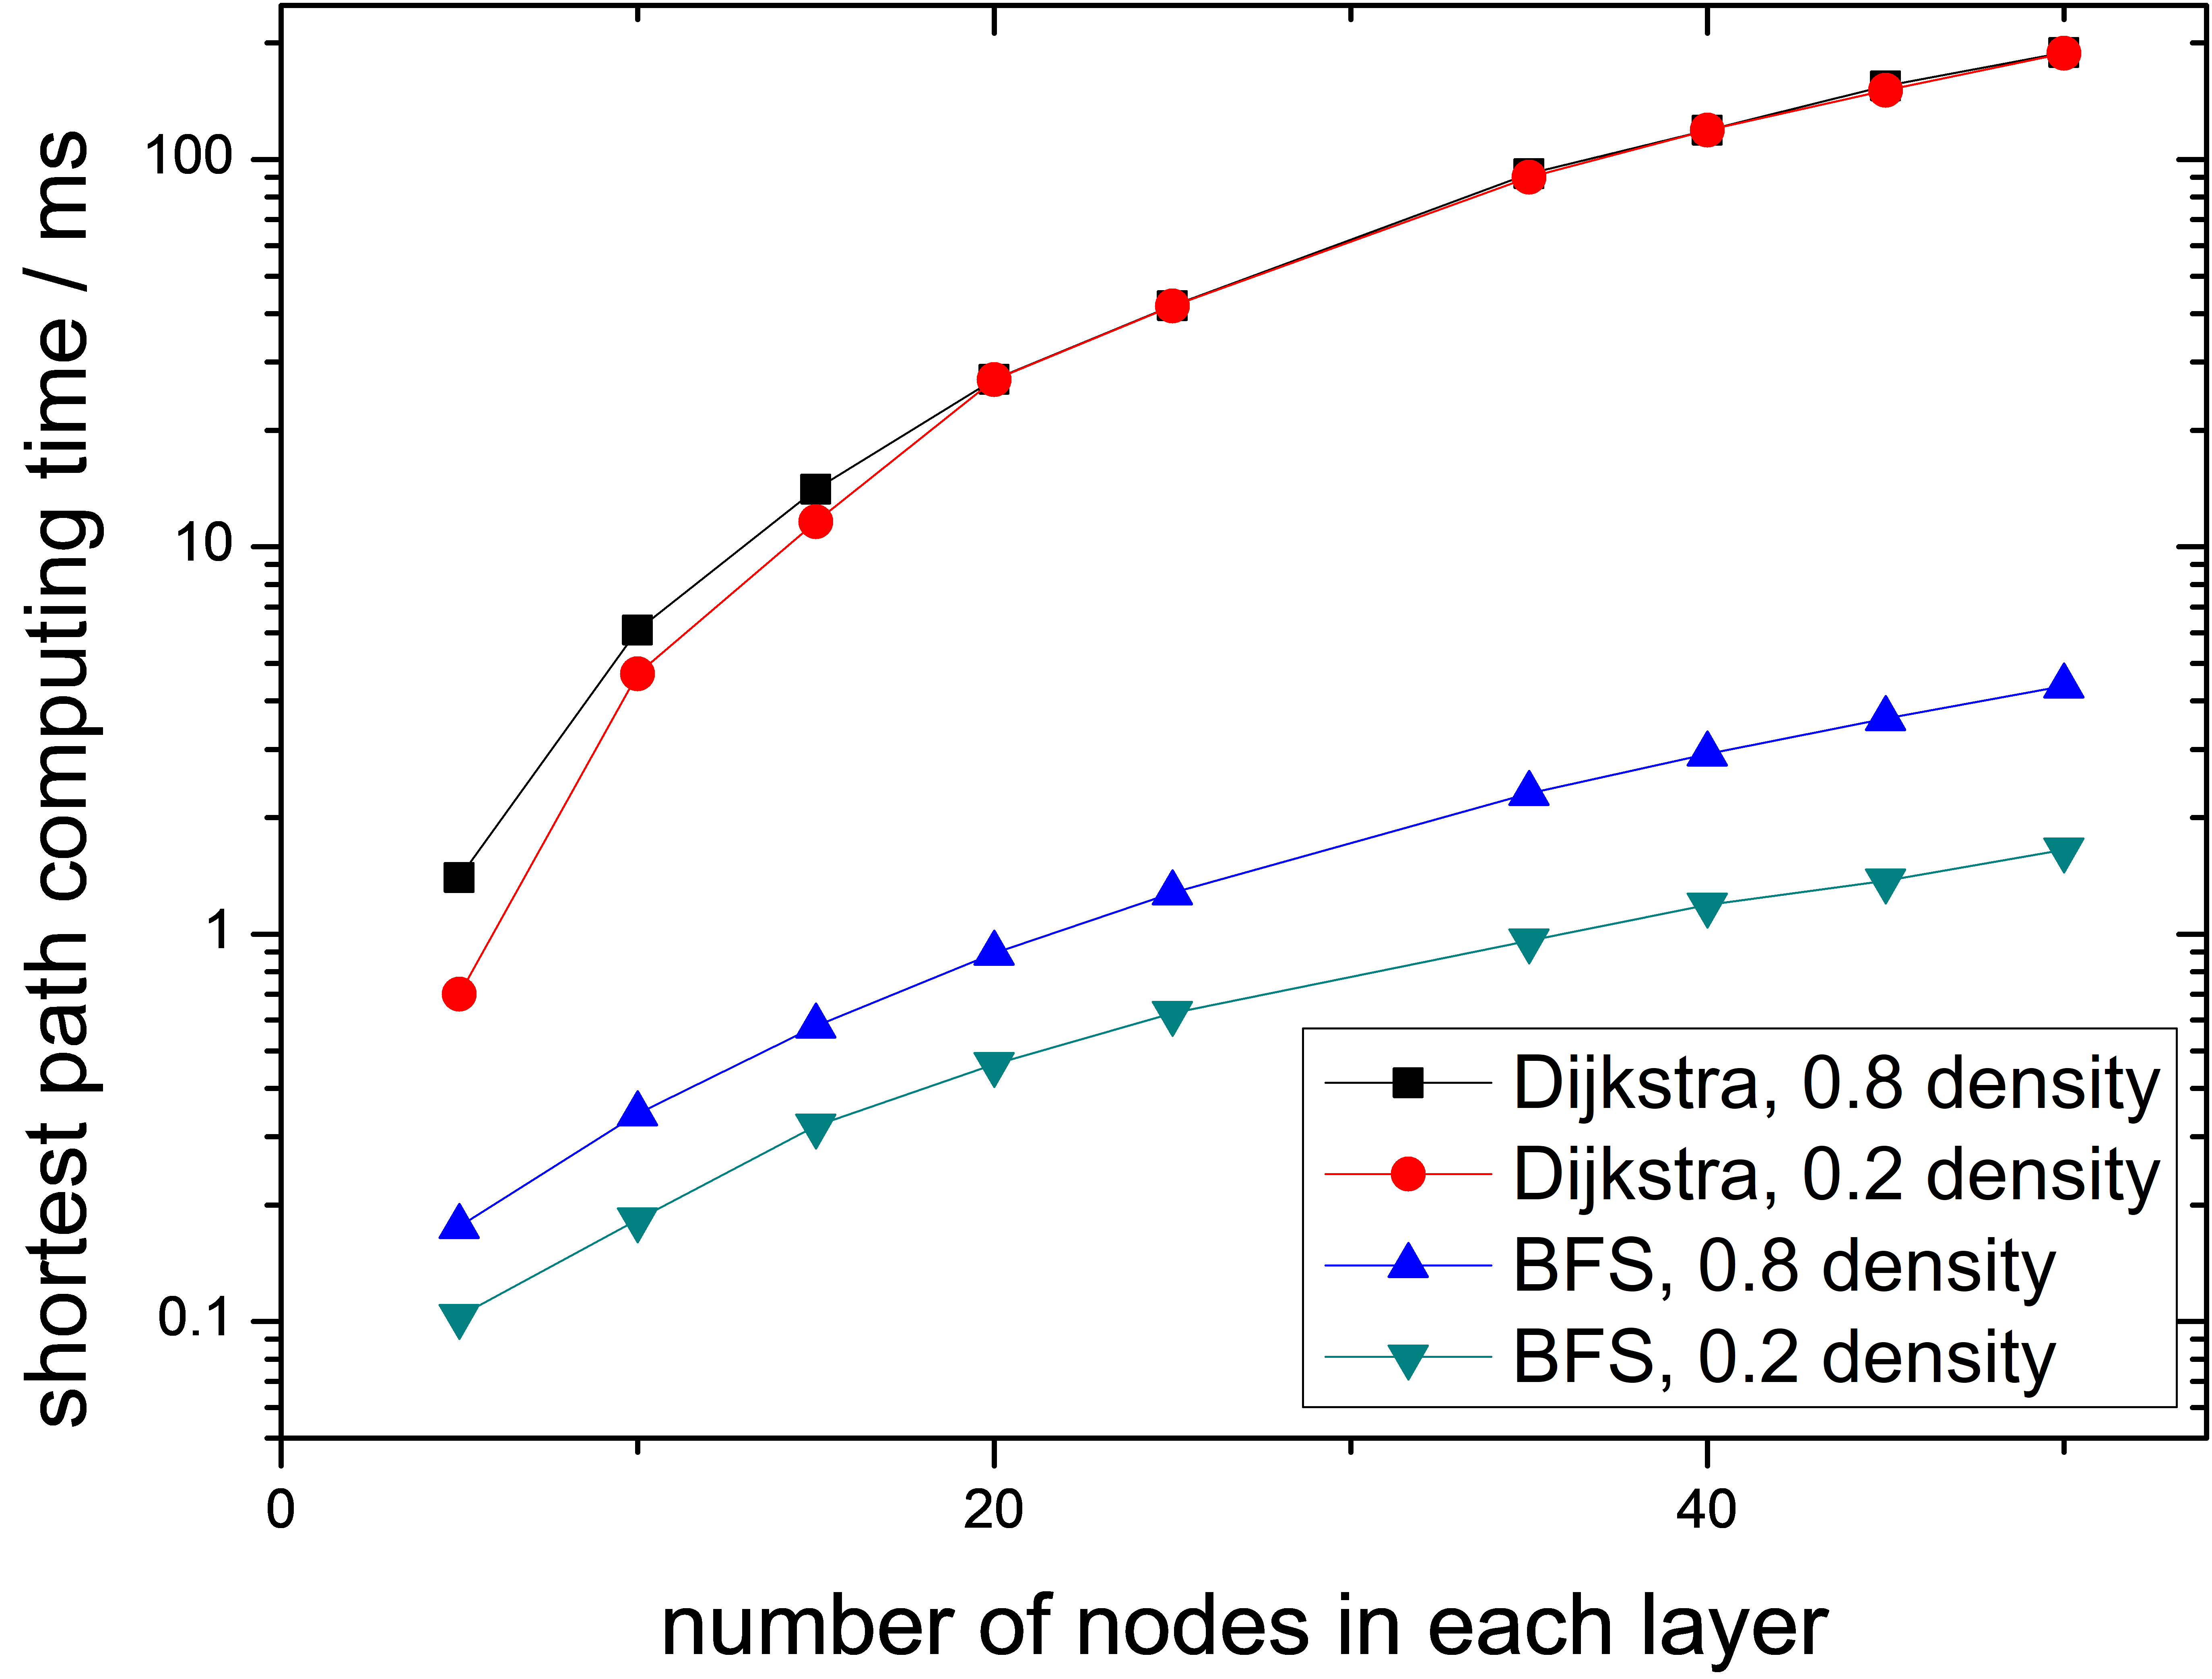 shortest path computing time / ms
100
10
1
0.1
0
20
40
number of nodes in each layer
Dijkstra, 0.8 density
Dijkstra, 0.2 density
BFS, 0.8 density
BFS, 0.2 density